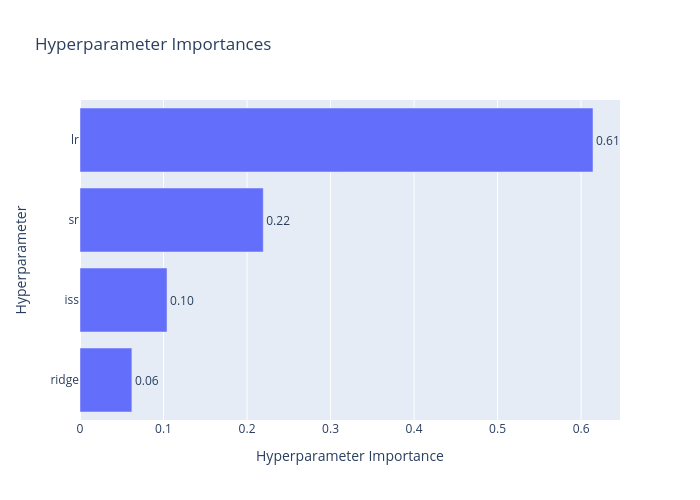 Hyperparameter Importances
Hyperparameter
lr
0.61
sr
0.22
iss
0.10
ridge
0.06
0 0.1 0.2 0.3 0.4 0.5 0.6
Hyperparameter Importance